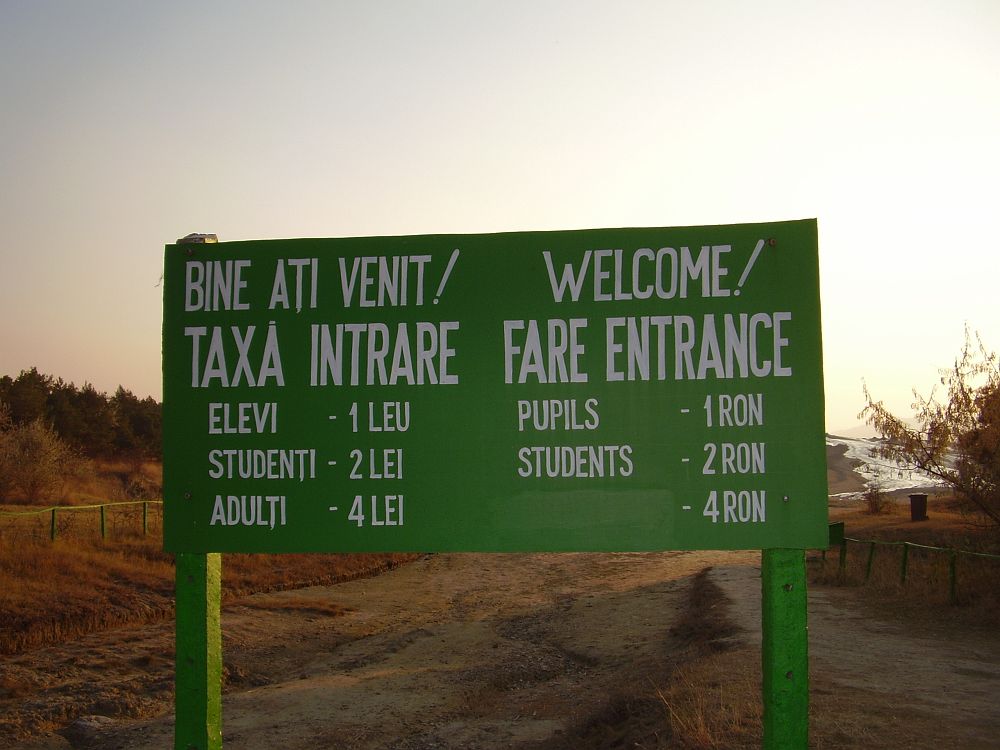 BINE AȚI VENIT!
TAXĂ INTRARE
ELEVI - 1 LEU
STUDENȚI - 2 LEI
ADULȚI - 4 LEI
WELCOME!
FARE ENTRANCE
PUPILS - 1 RON
STUDENTS - 2 RON
- 4 RON